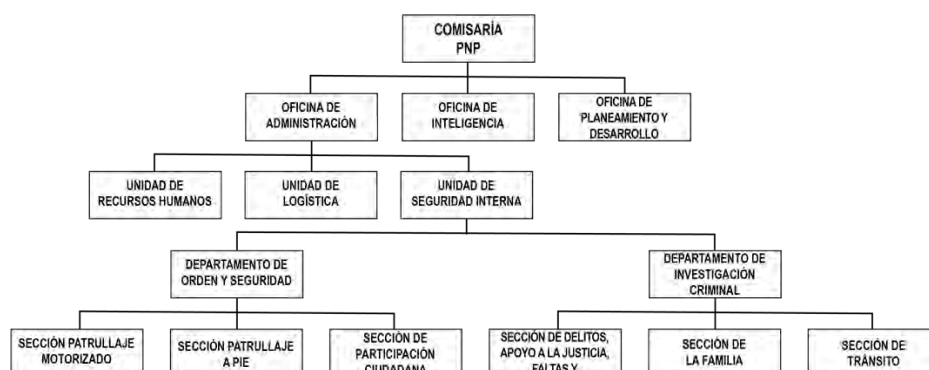 COMISARÍA
PNP
OFICINA DE
ADMINISTRACIÓN
OFICINA DE
INTELIGENCIA
OFICINA DE
PLANEAMIENTO Y
DESARROLLO
UNIDAD DE
RECURSOS HUMANOS
UNIDAD DE
LOGÍSTICA
UNIDAD DE
SEGURIDAD INTERNA
DEPARTAMENTO DE
ORDEN Y SEGURIDAD
DEPARTAMENTO DE
INVESTIGACIÓN
CRIMINAL
SECCIÓN PATRULLAJE
MOTORIZADO
SECCIÓN PATRULLAJE
A PIE
SECCIÓN DE
PARTICIPACIÓN
CIUDADANA
SECCIÓN DE DELITOS,
APOYO A LA JUSTICIA,
FALTAS Y
SECCIÓN DE
LA FAMILIA
SECCIÓN DE
TRÁNSITO